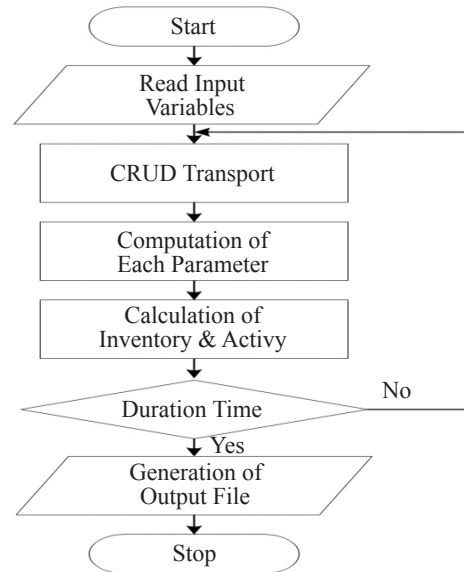 Start
Read Input
Variables
CRUD Transport
Computation of
Each Parameter
Calculation of
Inventory & Activy
Duration Time
No
Yes
Generation of
Output File
Stop